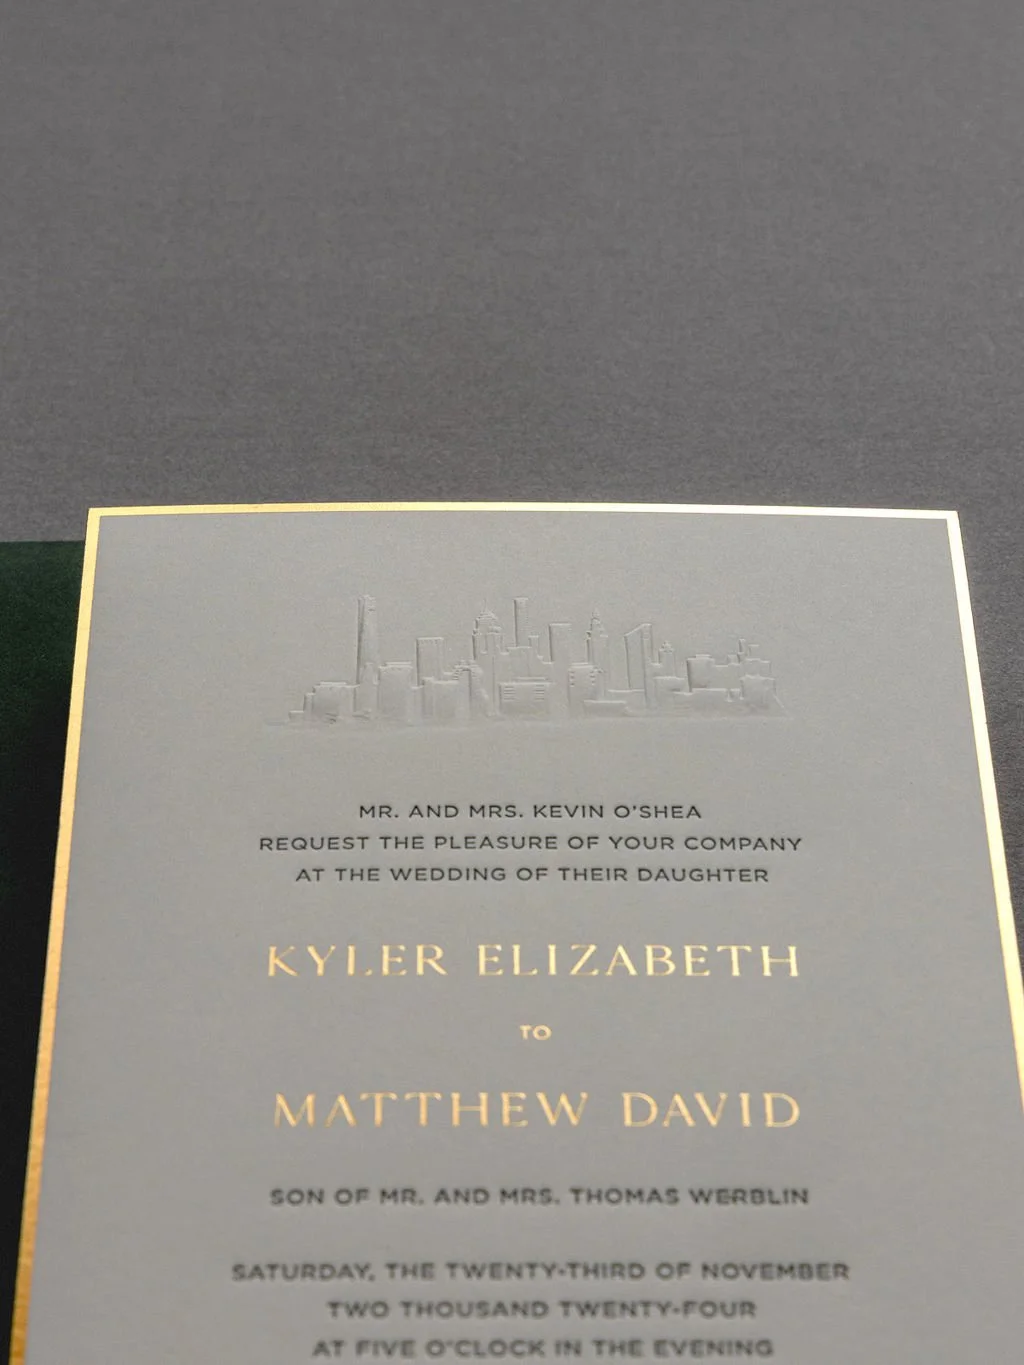 MR. AND MRS. KEVIN O'SHEA
REQUEST THE PLEASURE OF YOUR COMPANY
AT THE WEDDING OF THEIR DAUGHTER
KYLER ELIZABETH
TO
MATTHEW DAVID
SON OF MR. AND MRS. THOMAS WERBLIN
SATURDAY, THE TWENTY-THIRD OF NOVEMBER
TWO THOUSAND TWENTY-FOUR
AT FIVE O'CLOCK IN THE EVENING